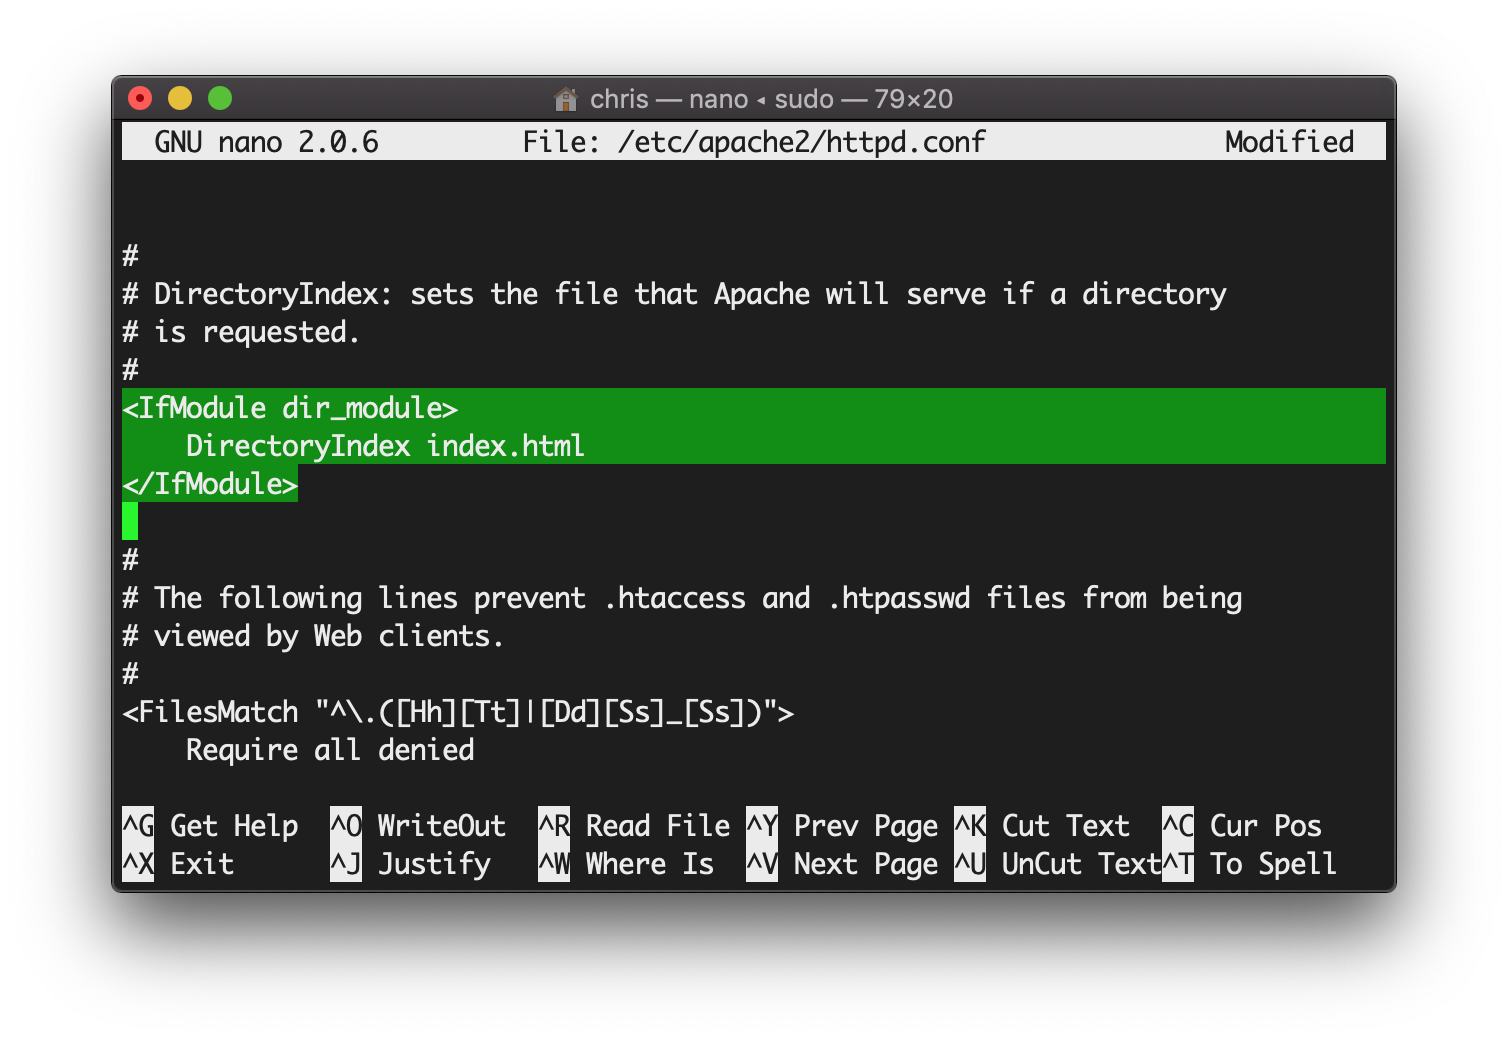 chris — nano ◂ sudo — 79×20
GNU nano 2.0.6 File: /etc/apache2/httpd.conf Modified
#
# DirectoryIndex: sets the file that Apache will serve if a directory
# is requested.
#
<IfModule dir_module>
    DirectoryIndex index.html
</IfModule>
#
# The following lines prevent .htaccess and .htpasswd files from being
# viewed by Web clients.
#
<FilesMatch "^\.([Hh][Tt]|[Dd][Ss]_[Ss])">
    Require all denied
^G Get Help ^O WriteOut ^R Read File ^Y Prev Page ^K Cut Text ^C Cur Pos
^X Exit ^J Justify ^W Where Is ^V Next Page ^U UnCut Text ^T To Spell